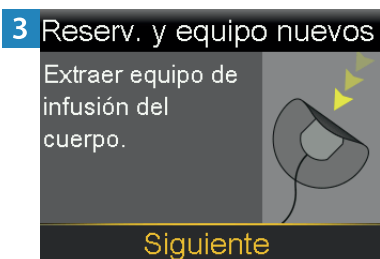 3
Reserv. y equipo nuevos
Extraer equipo de
infusión del
cuerpo.
Siguiente